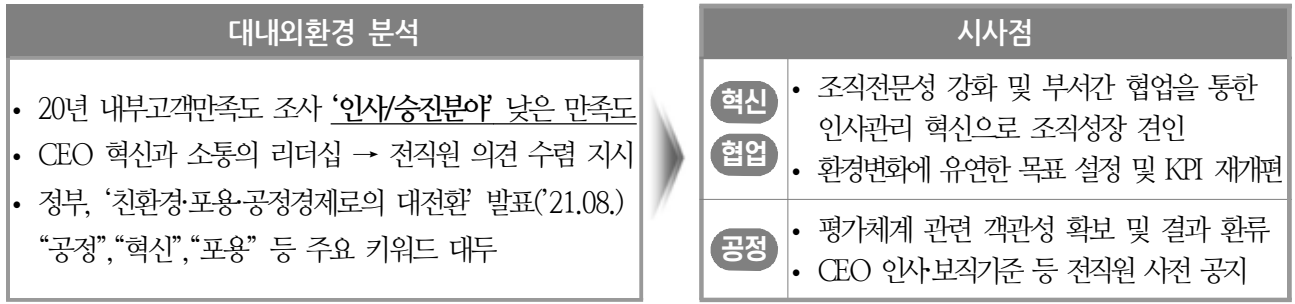 대내외환경 분석
• 20년 내부고객만족도 조사 ‘인사/승진분야’ 낮은 만족도
• CEO 혁신과 소통의 리더십 → 전직원 의견 수렴 지시
• 정부, ‘친환경·포용·공정경제로의 대전환’ 발표(’21.08.)
“공정”,“혁신”,“포용” 등 주요 키워드 대두
시사점
혁신
협업
• 조직전문성 강화 및 부서간 협업을 통한
인사관리 혁신으로 조직성장 견인
• 환경변화에 유연한 목표 설정 및 KPI 재개편
공정
• 평가체계 관련 객관성 확보 및 결과 환류
• CEO 인사·보직기준 등 전직원 사전 공지